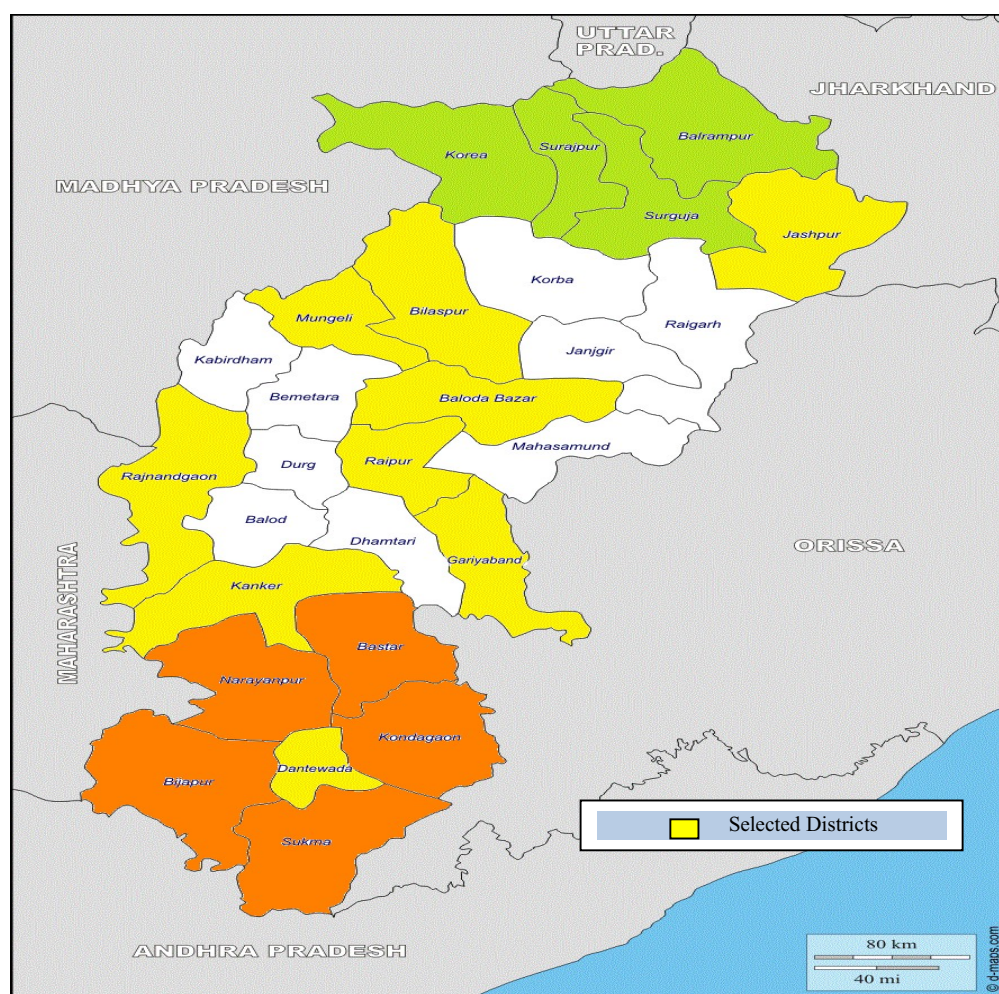 UTTAR
PRAD.
JHARKHAND
Balrampur
Surajpur
Korea
MADHYA PRADESH
Surguja
Jashpur
Korba
Bilaspur
Mungeli
Raigarh
Janjgir
Kabirdham
Bemetara
Baloda Bazar
Mahasamund
Raipur
Durg
Rajnandgaon
Balod
Dhamtari
ORISSA
Gariyaband
Kanker
MAHARASHTRA
Bastar
Narayanpur
Kondagaon
Dantewada
Bijapur
Selected Districts
Sukma
ANDHRA PRADESH
80 km
40 mi
© d-maps.com